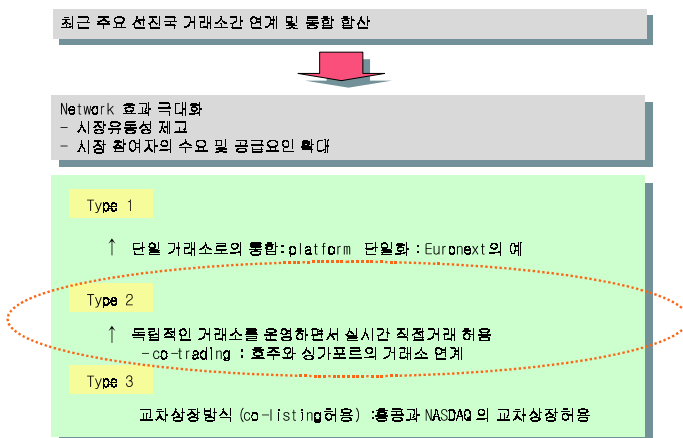 최근 주요 선진국 거래소간 연계 및 통합 합산
Network 효과 극대화
- 시장유동성 제고
- 시장 참여자의 수요 및 공급요인 확대
Type 1
↑ 단일 거래소로의 통합: platform 단일화 : Euronext의 예
Type 2
↑ 독립적인 거래소를 운영하면서 실시간 직접거래 허용
-co-trading : 호주와 싱가포르의 거래소 연계
Type 3
교차상장방식 (co-listing허용) :홍콩과 NASDAQ의 교차상장허용